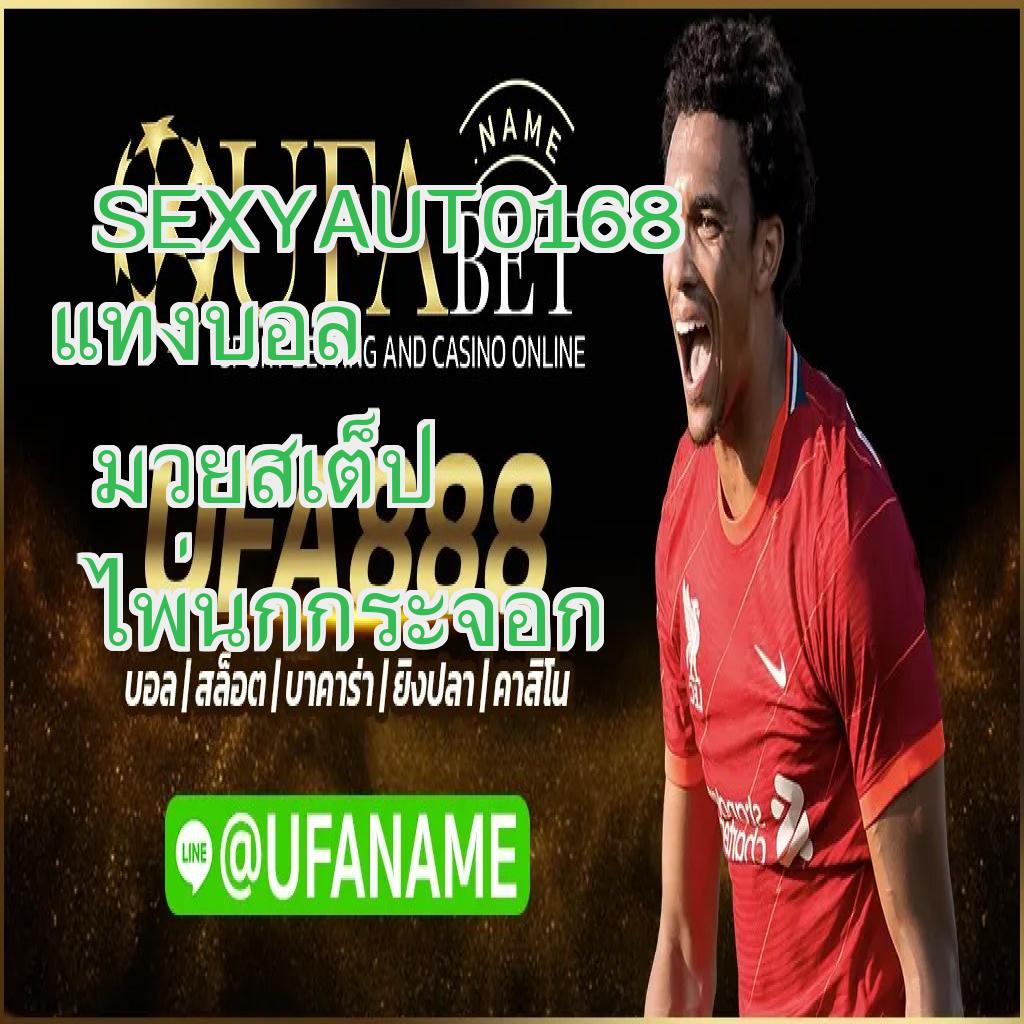 .NAME
UFABET
SEXYAUTO168
แทงบอล
AND CASINO ONLINE
มวยสเต็ป
UFA888
ไพ่นกกระจอก
บอล | สล็อต | บาคาร่า | ยิงปลา | คาสิโน
LINE @UFANAME